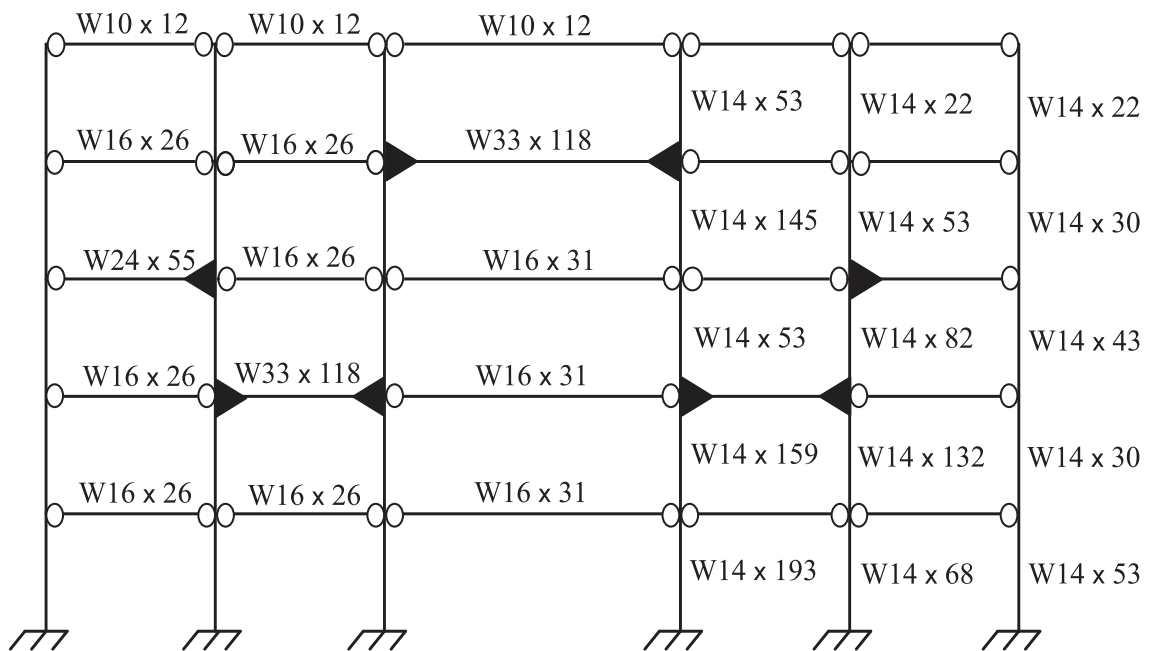 W10 x 12 W10 x 12 W10 x 12
W14 x 53 W14 x 22 W14 x 22
W16 x 26 W16 x 26 W33 x 118
W14 x 145 W14 x 53 W14 x 30
W24 x 55 W16 x 26 W16 x 31
W14 x 53 W14 x 82 W14 x 43
W16 x 26 W33 x 118 W16 x 31
W14 x 159 W14 x 132 W14 x 30
W16 x 26 W16 x 26 W16 x 31
W14 x 193 W14 x 68 W14 x 53